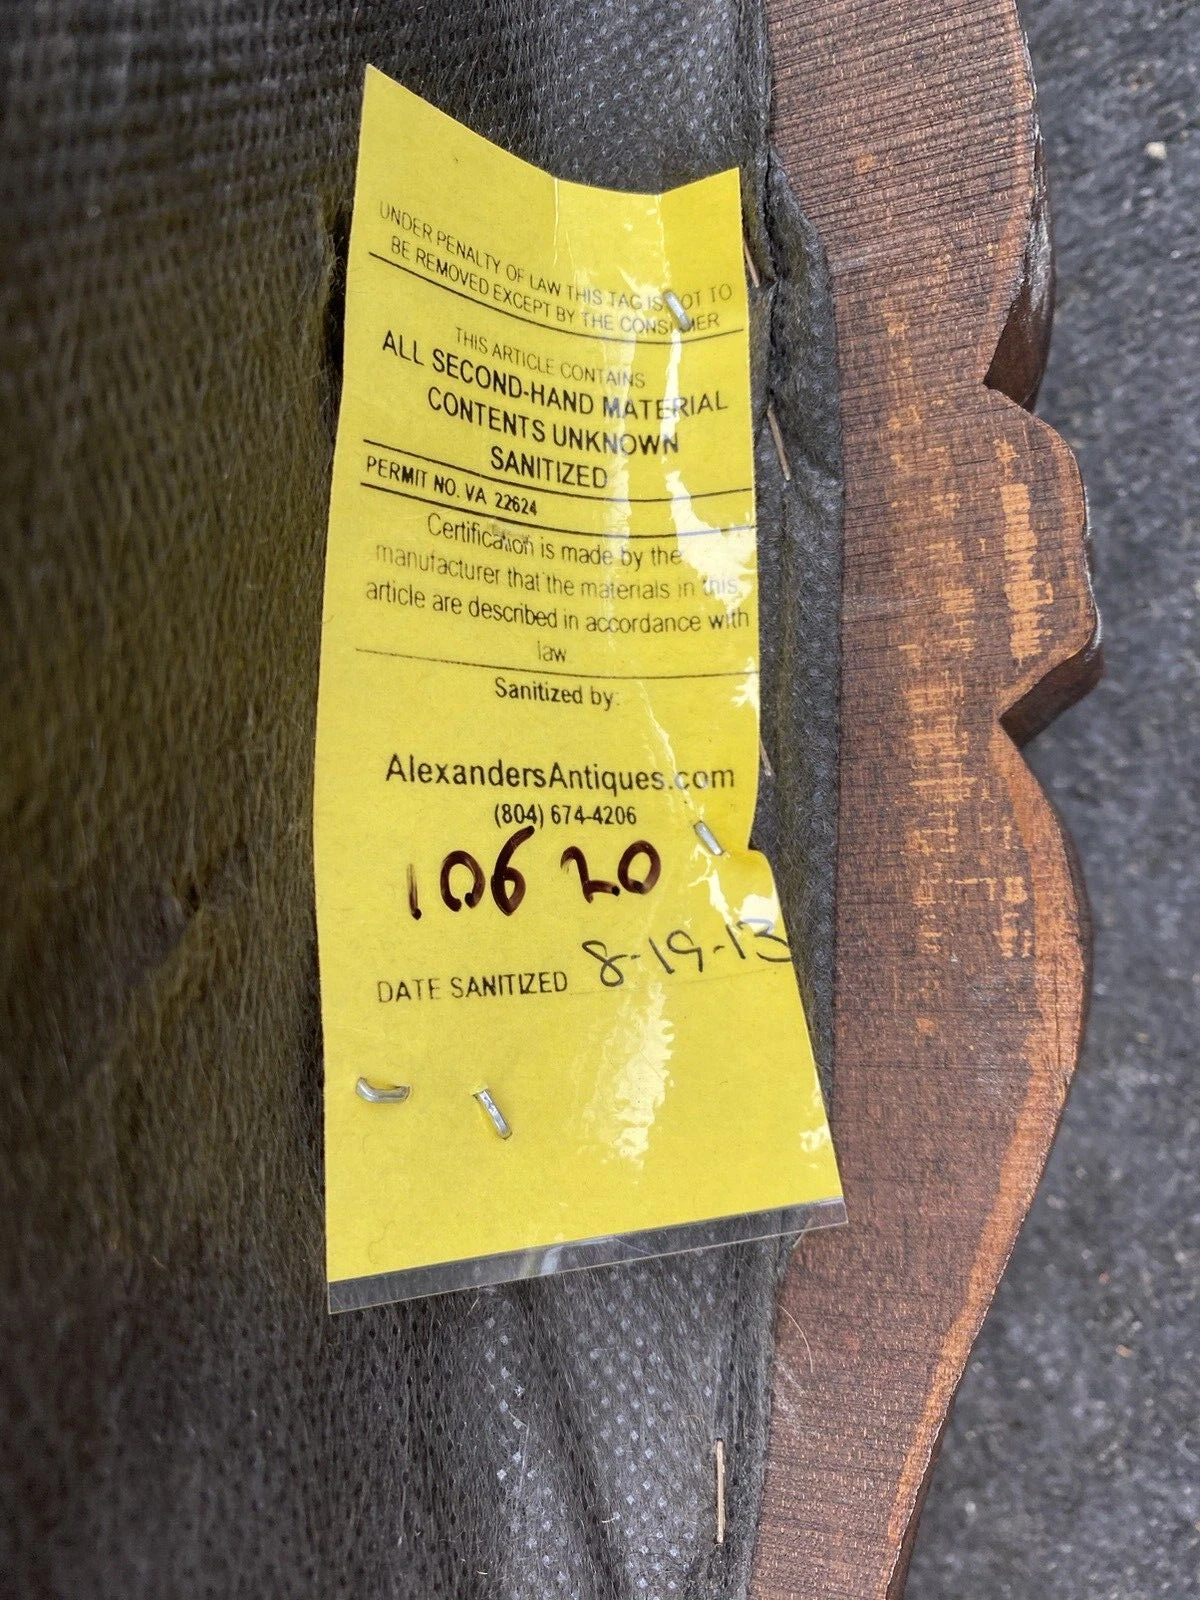 UNDER PENALTY OF LAW THIS TAG IS NOT TO
BE REMOVED EXCEPT BY THE CONSUMER
THIS ARTICLE CONTAINS
ALL SECOND-HAND MATERIAL
CONTENTS UNKNOWN
SANITIZED
PERMIT NO. VA 22624
Certification is made by the
manufacturer that the materials in this
article are described in accordance with
law
Sanitized by:
AlexandersAntiques.com
(804) 674-4206
10620
DATE SANITIZED 8-19-13